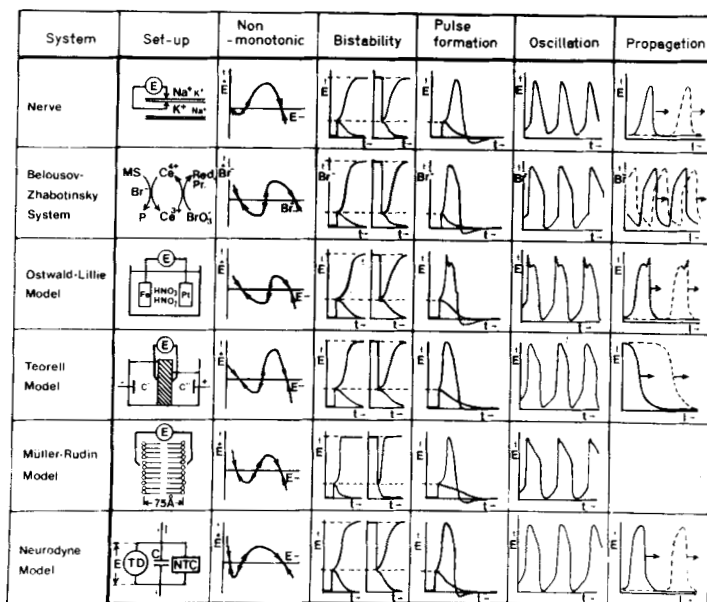 System
Set-up
Non
-monotonic
Bistability
Pulse
formation
Oscillation
Propagation
Nerve
E
Na⁺ K⁺
K⁺ Na⁺
Ė
E→
E
t→
t→
E
t→
E
t→
E
t→
Belousov-
Zhabotinsky
System
MS
Ce⁴⁺
Red.
Pr.
Br⁻
P
Ce³⁺
BrO₃⁻
Br
Br
t→
t→
Br
t→
Br
t→
Br
t→
Ostwald-Lillie
Model
E
Fe
HNO₃
Pt
Ė
E→
E
t→
t→
E
t→
E
t→
E
t→
Teorell
Model
E
-
+
Ė
E→
E
t→
t→
E
t→
E
t→
E
t→
Müller-Rudin
Model
E
75Å
Ė
E→
E
t→
t→
E
t→
E
t→
Neurodyne
Model
I
E
TD
C
NTC
Ė
E→
E
t→
t→
E
t→
E
t→
E
t→